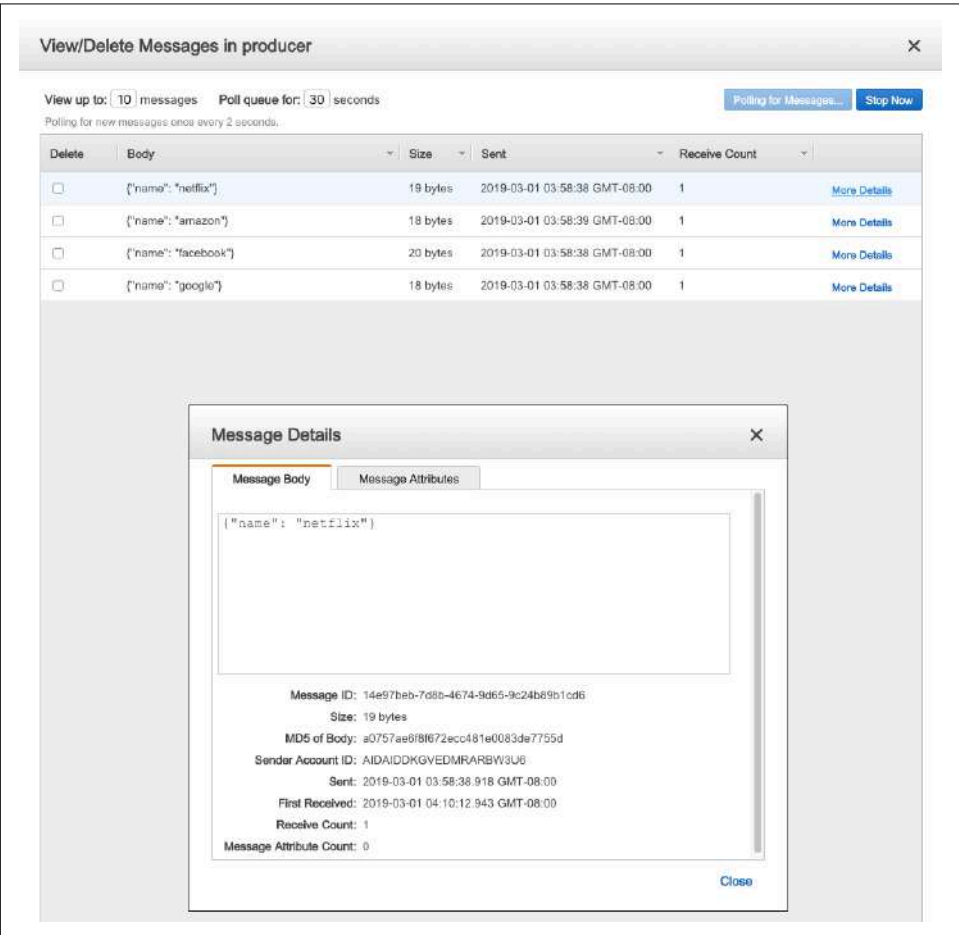 View/Delete Messages in producer
View up to: 10 messages Poll queue for: 30 seconds Polling for Messages... Stop Now
Polling for new messages once every 2 seconds.
Delete Body Size Sent Receive Count
{"name": "netflix"} 19 bytes 2019-03-01 03:58:38 GMT-08:00 1 More Details
{"name": "amazon"} 18 bytes 2019-03-01 03:58:39 GMT-08:00 1 More Details
{"name": "facebook"} 20 bytes 2019-03-01 03:58:38 GMT-08:00 1 More Details
{"name": "google"} 18 bytes 2019-03-01 03:58:38 GMT-08:00 1 More Details
Message Details
Message Body Message Attributes
{"name": "netflix"}
Message ID: 14e97beb-7d8b-4674-9d65-9c24b89b1cd6
Size: 19 bytes
MD5 of Body: a0757ae6f8f672ecc481e0083de7755d
Sender Account ID: AIDAIDDKGVEDMRARBW3U6
Sent: 2019-03-01 03:58:38.918 GMT-08:00
First Received: 2019-03-01 04:10:12.943 GMT-08:00
Receive Count: 1
Message Attribute Count: 0
Close